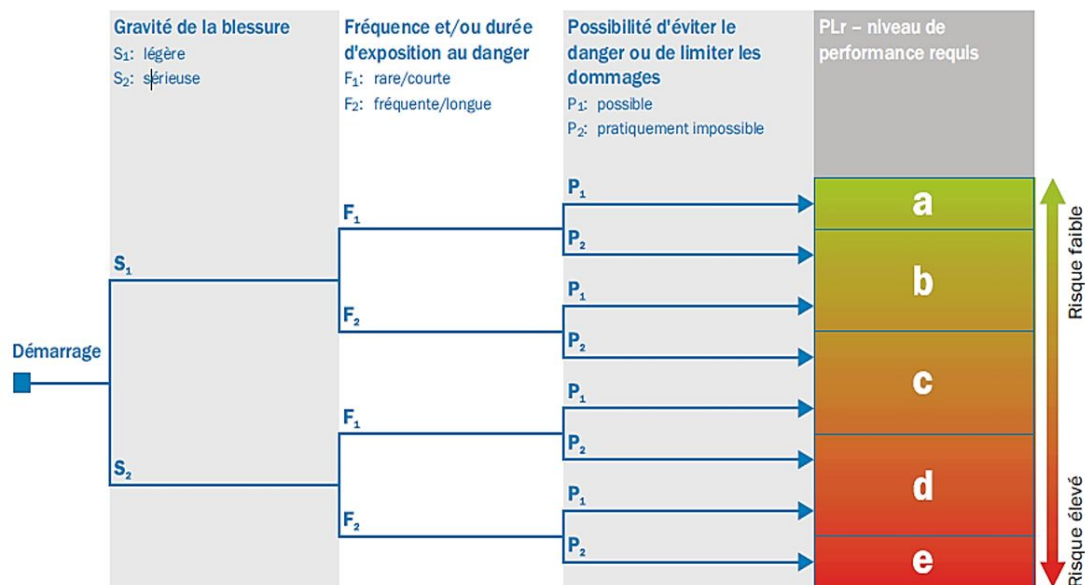 Gravité de la blessure
S1: légère
S2: sérieuse
Fréquence et/ou durée
d'exposition au danger
F1: rare/courte
F2: fréquente/longue
Possibilité d'éviter le
danger ou de limiter les
dommages
P1: possible
P2: pratiquement impossible
PLr – niveau de
performance requis
Démarrage
S1
S2
F1
F2
F1
F2
P1
P2
P1
P2
P1
P2
P1
P2
a
b
c
d
e
Risque faible
Risque élevé